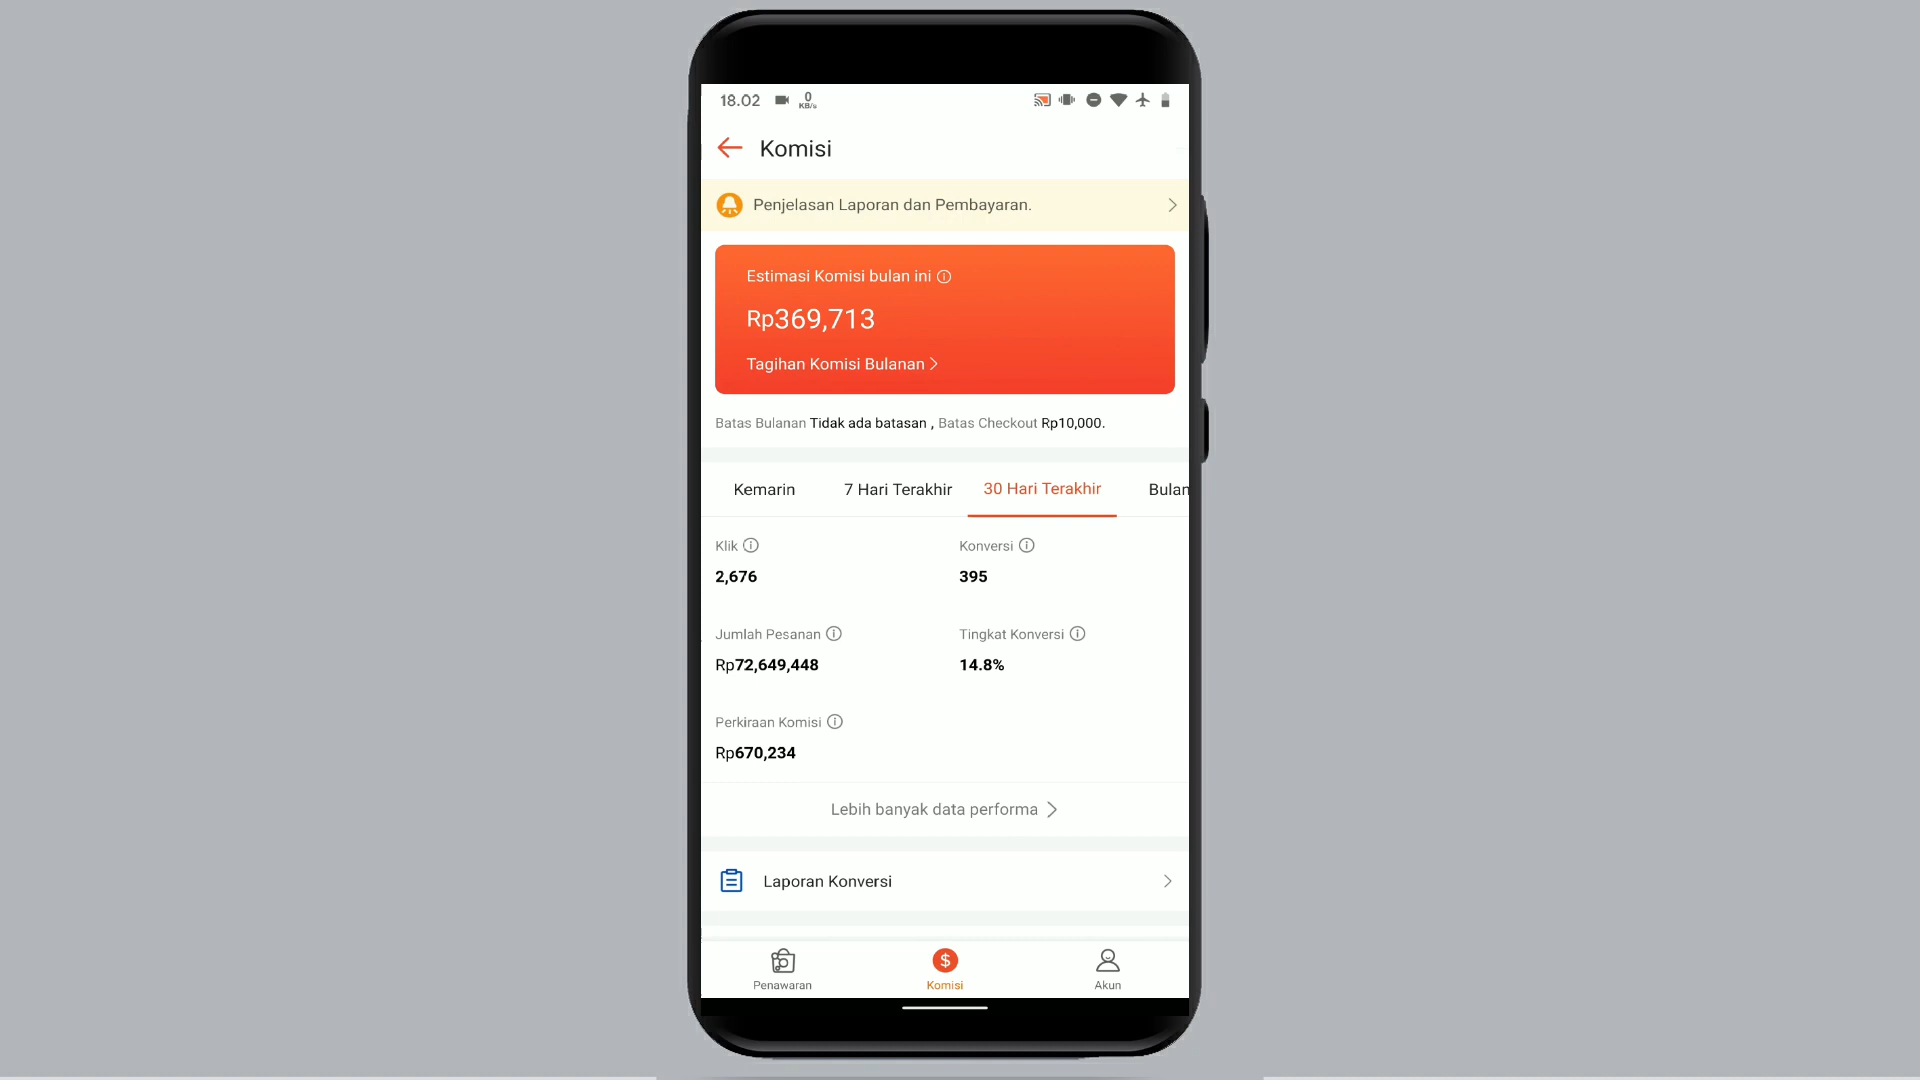 18.02 0 KB/s
Komisi
Penjelasan Laporan dan Pembayaran.
Estimasi Komisi bulan ini
Rp369,713
Tagihan Komisi Bulanan
Batas Bulanan Tidak ada batasan , Batas Checkout Rp10,000.
Kemarin 7 Hari Terakhir 30 Hari Terakhir Bulan
Klik Konversi
2,676 395
Jumlah Pesanan Tingkat Konversi
Rp72,649,448 14.8%
Perkiraan Komisi
Rp670,234
Lebih banyak data performa
Laporan Konversi
Penawaran Komisi Akun